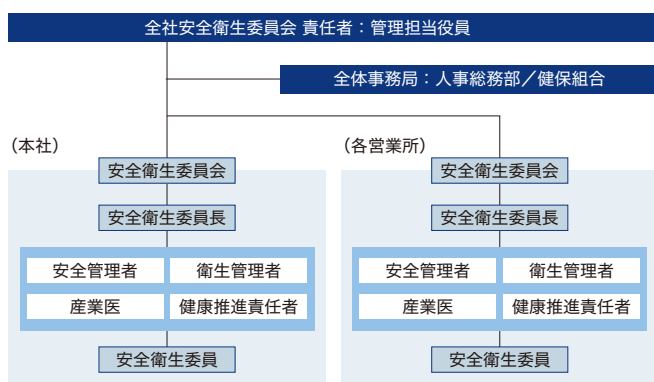 全社安全衛生委員会 責任者：管理担当役員
全体事務局：人事総務部／健保組合
（本社）
安全衛生委員会
安全衛生委員長
安全管理者
衛生管理者
産業医
健康推進責任者
安全衛生委員
（各営業所）
安全衛生委員会
安全衛生委員長
安全管理者
衛生管理者
産業医
健康推進責任者
安全衛生委員